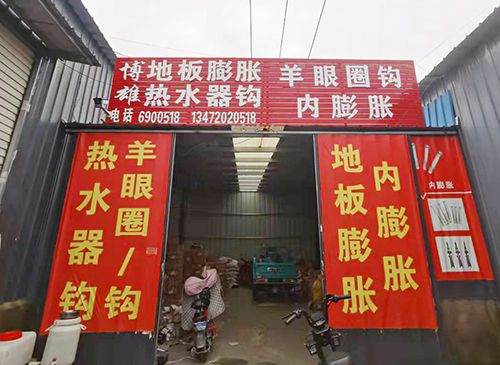 博雄
地板膨胀
热水器钩
羊眼圈钩
内膨胀
电话 6900518 13472020518
羊眼圈/钩
热水器钩
内膨胀
地板膨胀
内膨胀